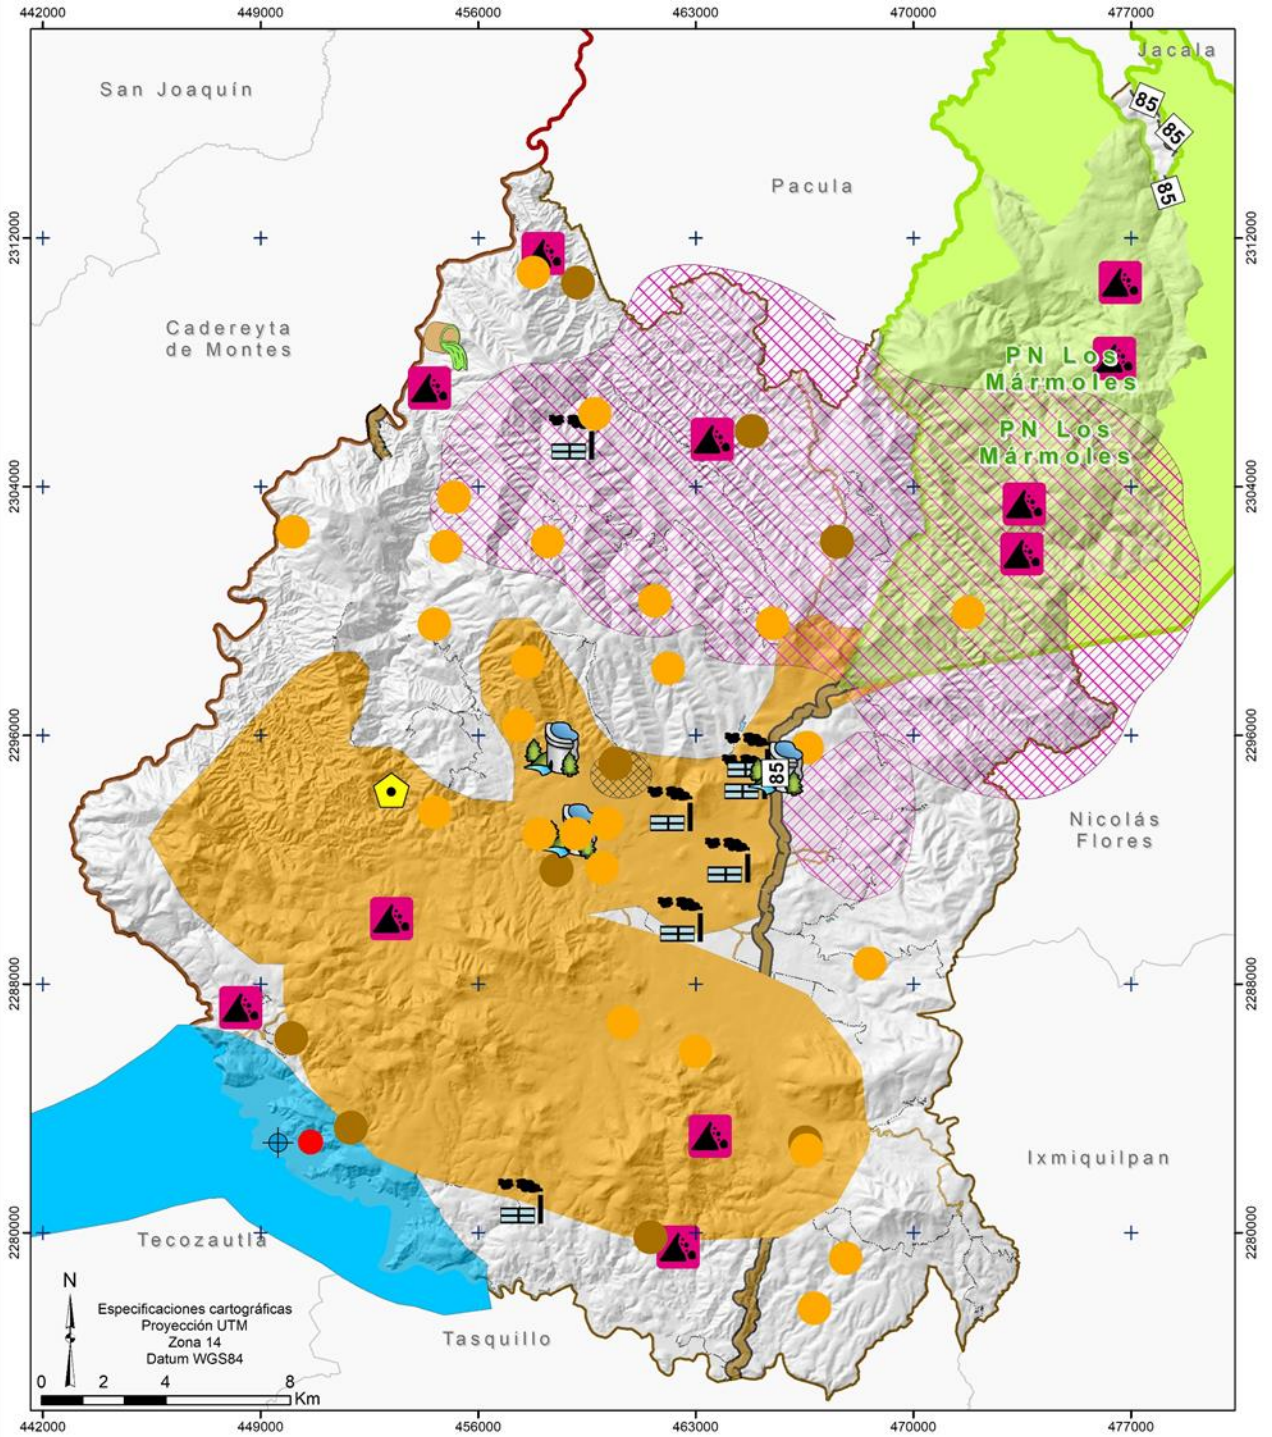 442000 449000 456000 463000 470000 477000
Jacala
San Joaquín
85
85
Pacula
85
2312000
2312000
Cadereyta
de Montes
PN Los
Mármoles
PN Los
Mármoles
2304000
2304000
2296000
2296000
85
Nicolás
Flores
2288000
2288000
Ixmiquilpan
Tecozautla
2280000
2280000
N
Especificaciones cartográficas
Proyección UTM
Zona 14
Datum WGS84
Tasquillo
0 2 4 8
Km
442000 449000 456000 463000 470000 477000